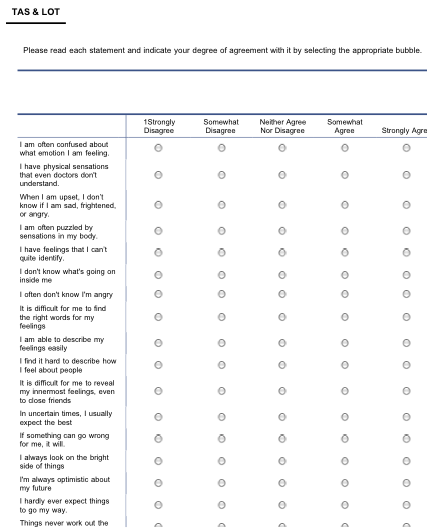 TAS & LOT
Please read each statement and indicate your degree of agreement with it by selecting the appropriate bubble.
1Strongly Disagree Somewhat Disagree Neither Agree Nor Disagree Somewhat Agree Strongly Agre
I am often confused about
what emotion I am feeling.
I have physical sensations
that even doctors don't
understand.
When I am upset, I don't
know if I am sad, frightened,
or angry.
I am often puzzled by
sensations in my body.
I have feelings that I can't
quite identify.
I don't know what's going on
inside me
I often don't know I'm angry
It is difficult for me to find
the right words for my
feelings
I am able to describe my
feelings easily
I find it hard to describe how
I feel about people
It is difficult for me to reveal
my innermost feelings, even
to close friends
In uncertain times, I usually
expect the best
If something can go wrong
for me, it will.
I always look on the bright
side of things
I'm always optimistic about
my future
I hardly ever expect things
to go my way.
Things never work out the